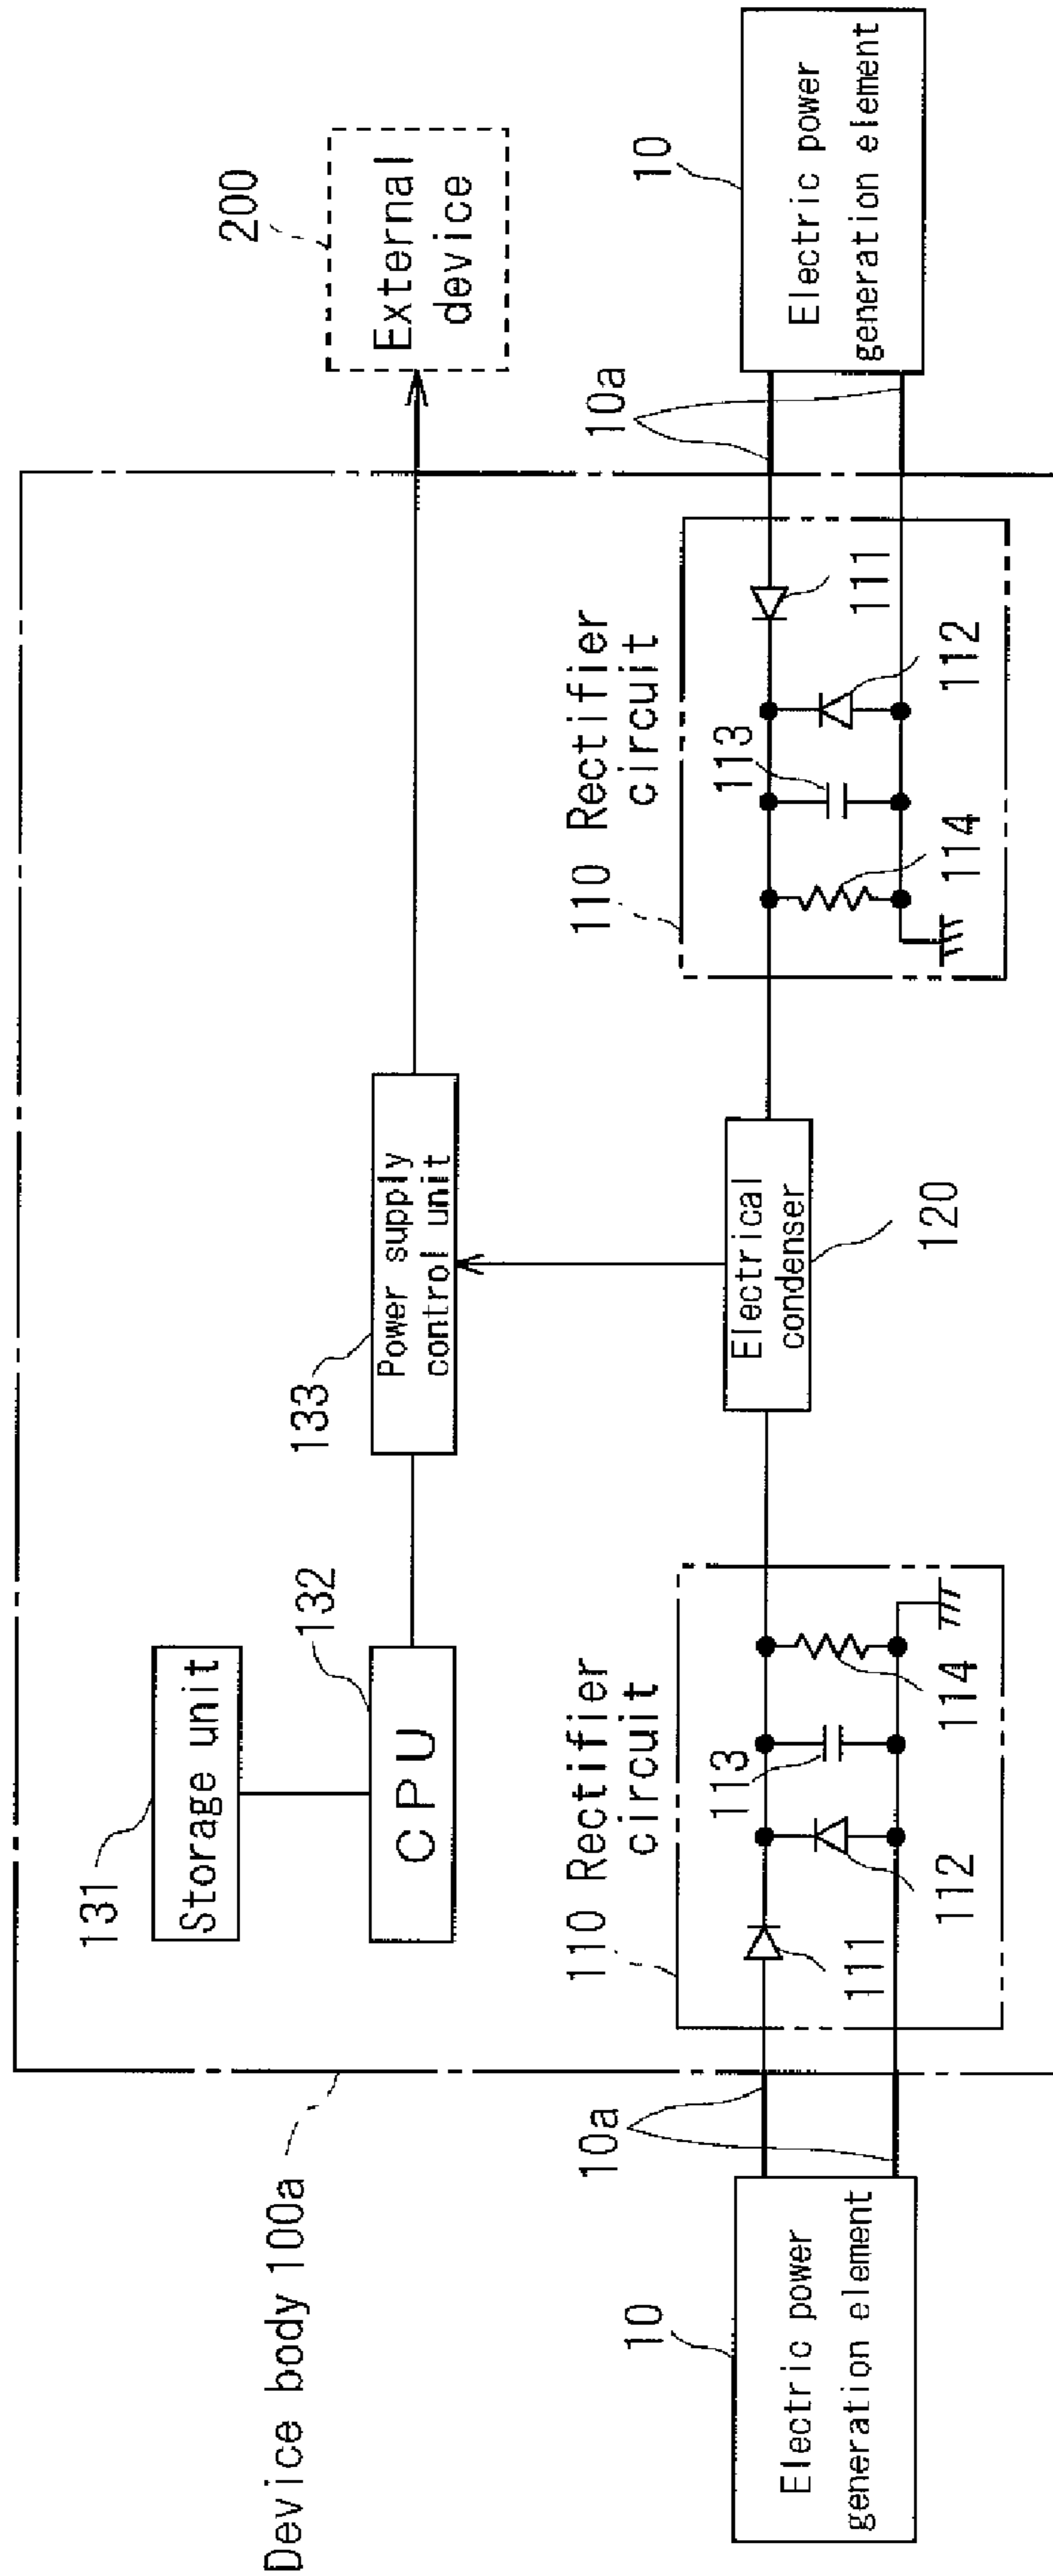 Device body 100a
131
Storage unit
132
CPU
133
Power supply
control unit
200
External
device
110 Rectifier
circuit
111
112
113
114
Electrical
condenser
120
110 Rectifier
circuit
113
114
112
111
10
Electric power
generation element
10a
10a
10
Electric power
generation element